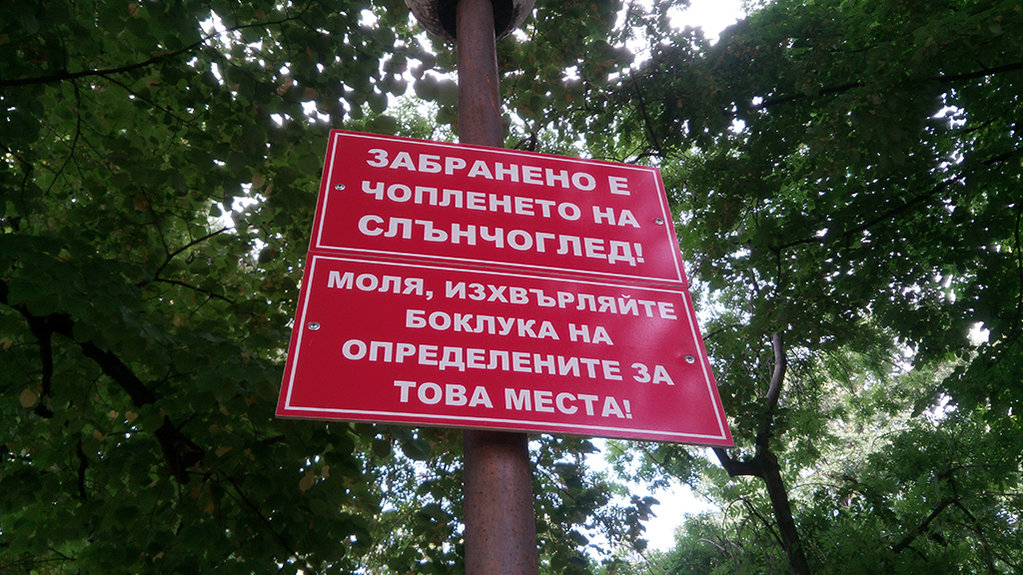 ЗАБРАНЕНО Е
ЧОПЛЕНЕТО НА
СЛЪНЧОГЛЕД!
МОЛЯ, ИЗХВЪРЛЯЙТЕ
БОКЛУКА НА
ОПРЕДЕЛЕНИТЕ ЗА
ТОВА МЕСТА!